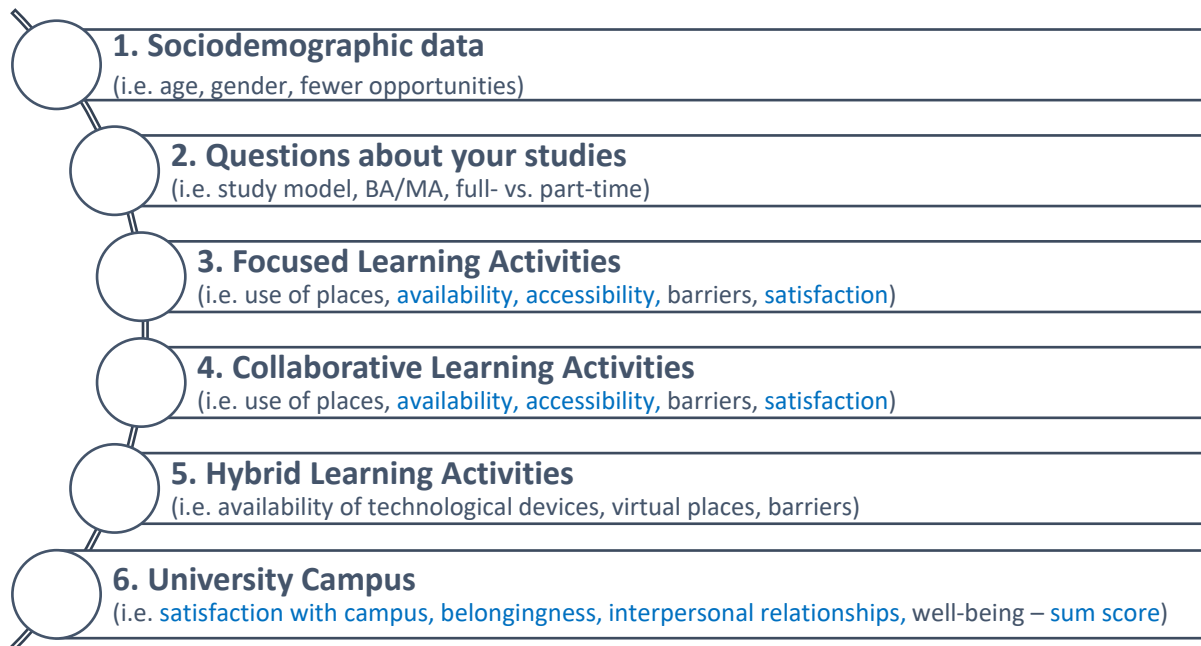 1. Sociodemographic data
(i.e. age, gender, fewer opportunities)
2. Questions about your studies
(i.e. study model, BA/MA, full- vs. part-time)
3. Focused Learning Activities
(i.e. use of places, availability, accessibility, barriers, satisfaction)
4. Collaborative Learning Activities
(i.e. use of places, availability, accessibility, barriers, satisfaction)
5. Hybrid Learning Activities
(i.e. availability of technological devices, virtual places, barriers)
6. University Campus
(i.e. satisfaction with campus, belongingness, interpersonal relationships, well-being – sum score)